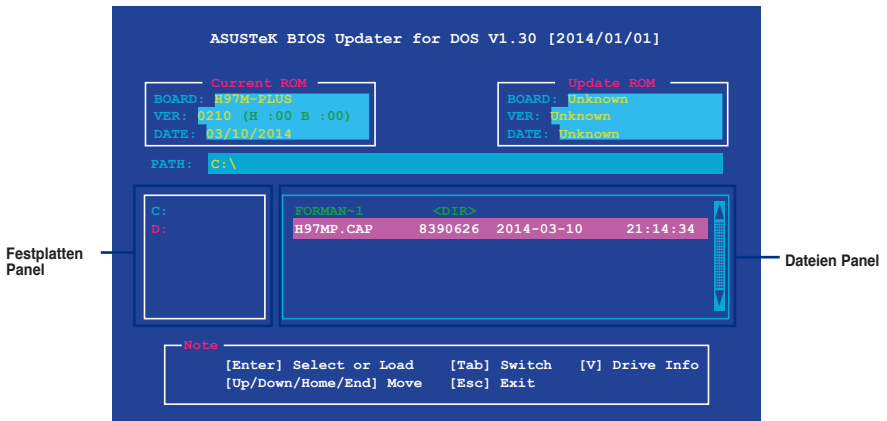 ASUSTeK BIOS Updater for DOS V1.30 [2014/01/01]
Current ROM
BOARD: H97M-PLUS
VER: 0210 (H :00 B :00)
DATE: 03/10/2014
Update ROM
BOARD: Unknown
VER: Unknown
DATE: Unknown
PATH: C:\
C:
D:
FORMAN~1 <DIR>
H97MP.CAP 8390626 2014-03-10 21:14:34
Festplatten
Panel
Dateien Panel
Note
[Enter] Select or Load [Tab] Switch [V] Drive Info
[Up/Down/Home/End] Move [Esc] Exit